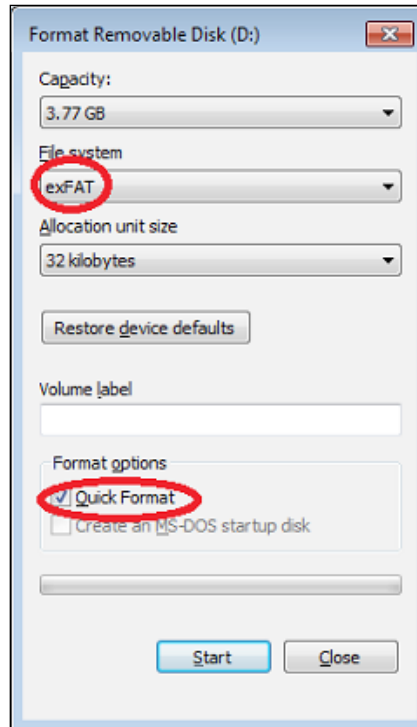 Format Removable Disk (D:)
Capacity:
3.77 GB
File system
exFAT
Allocation unit size
32 kilobytes
Restore device defaults
Volume label
Format options
Quick Format
Create an MS-DOS startup disk
Start Close